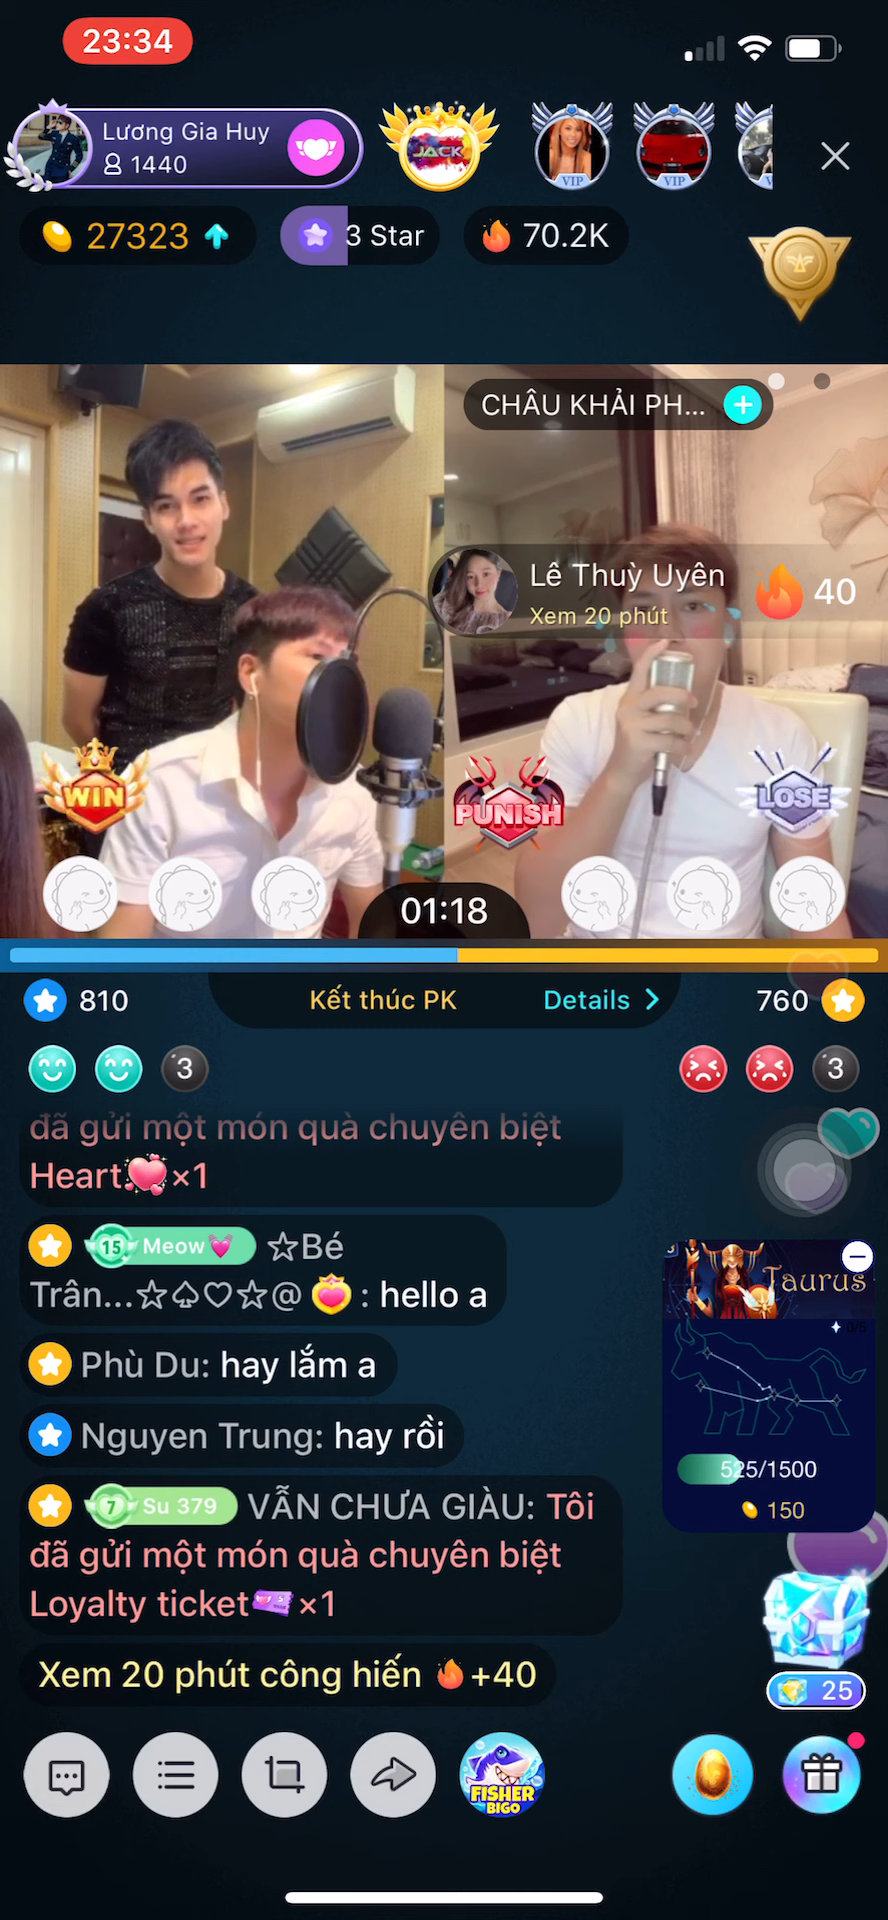 23:34
Lương Gia Huy
1440
JACK
VIP
VIP
27323
3 Star
70.2K
CHÂU KHẢI PH...
Lê Thuỳ Uyên
Xem 20 phút
40
WIN
PUNISH
LOSE
01:18
810
Kết thúc PK
Details
760
3
3
đã gửi một món quà chuyên biệt
Heart ×1
15 Meow ☆Bé
Trân...☆♤♡☆@ : hello a
Phù Du: hay lắm a
Nguyen Trung: hay rồi
7 Su 379 VẪN CHƯA GIÀU: Tôi
đã gửi một món quà chuyên biệt
Loyalty ticket ×1
Xem 20 phút cống hiến +40
Taurus
0/5
525/1500
150
25
FISHER
BIGO